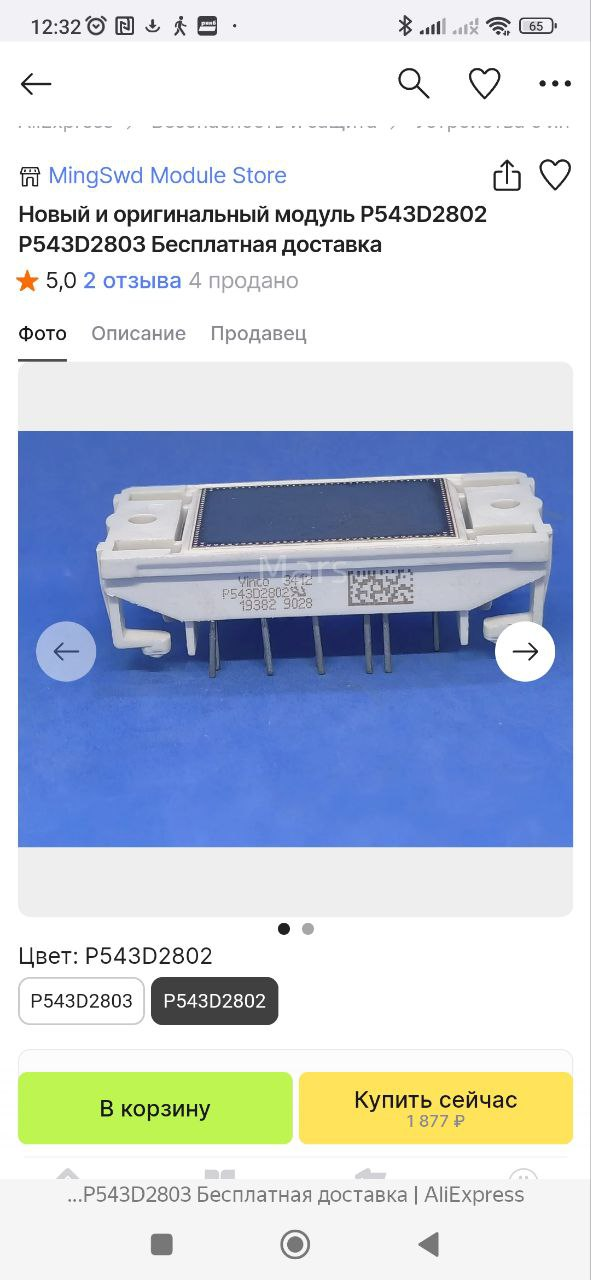 12:32
65
MingSwd Module Store
Новый и оригинальный модуль P543D2802
P543D2803 Бесплатная доставка
5,0 2 отзыва 4 продано
Фото Описание Продавец
Mars
Vinco 3412
P543D2802
19382 9028
Цвет: P543D2802
P543D2803 P543D2802
В корзину
Купить сейчас
1 877 ₽
...P543D2803 Бесплатная доставка | AliExpress